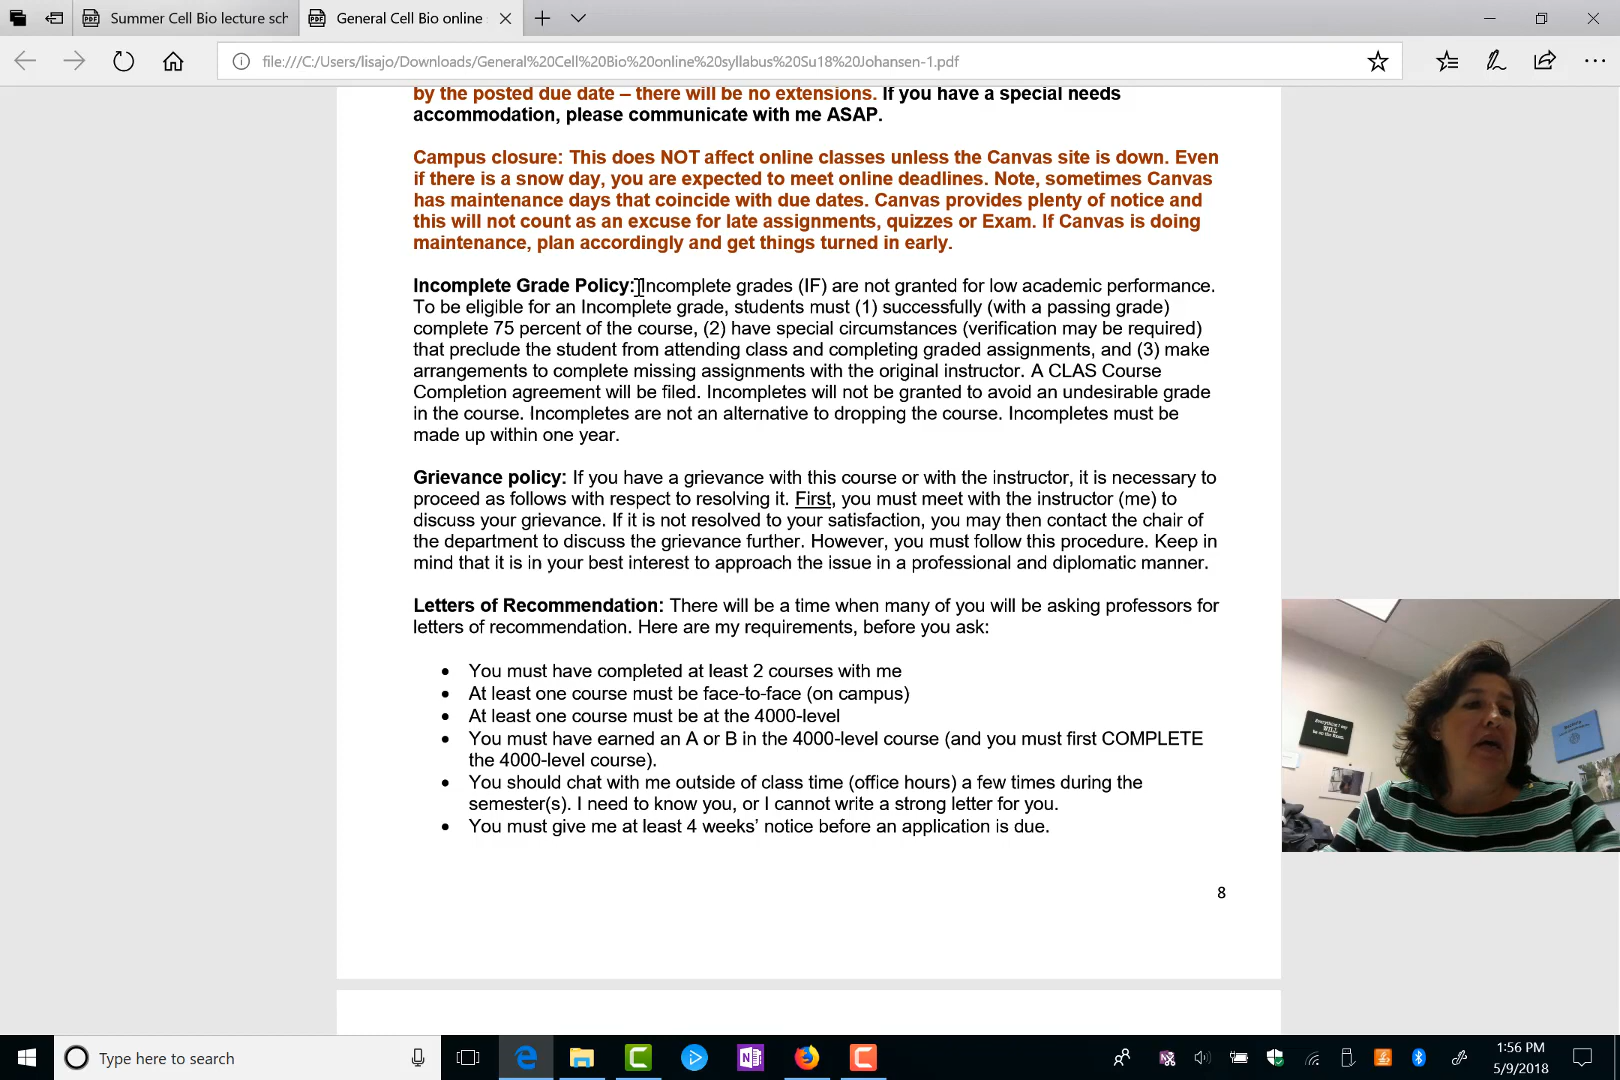 Summer Cell Bio lecture sch
General Cell Bio online
file:///C:/Users/lisajo/Downloads/General%20Cell%20Bio%20online%20syllabus%20Su18%20Johansen-1.pdf
by the posted due date – there will be no extensions. If you have a special needs
accommodation, please communicate with me ASAP.
Campus closure: This does NOT affect online classes unless the Canvas site is down. Even
if there is a snow day, you are expected to meet online deadlines. Note, sometimes Canvas
has maintenance days that coincide with due dates. Canvas provides plenty of notice and
this will not count as an excuse for late assignments, quizzes or Exam. If Canvas is doing
maintenance, plan accordingly and get things turned in early.
Incomplete Grade Policy: Incomplete grades (IF) are not granted for low academic performance.
To be eligible for an Incomplete grade, students must (1) successfully (with a passing grade)
complete 75 percent of the course, (2) have special circumstances (verification may be required)
that preclude the student from attending class and completing graded assignments, and (3) make
arrangements to complete missing assignments with the original instructor. A CLAS Course
Completion agreement will be filed. Incompletes will not be granted to avoid an undesirable grade
in the course. Incompletes are not an alternative to dropping the course. Incompletes must be
made up within one year.
Grievance policy: If you have a grievance with this course or with the instructor, it is necessary to
proceed as follows with respect to resolving it. First, you must meet with the instructor (me) to
discuss your grievance. If it is not resolved to your satisfaction, you may then contact the chair of
the department to discuss the grievance further. However, you must follow this procedure. Keep in
mind that it is in your best interest to approach the issue in a professional and diplomatic manner.
Letters of Recommendation: There will be a time when many of you will be asking professors for
letters of recommendation. Here are my requirements, before you ask:
• You must have completed at least 2 courses with me
• At least one course must be face-to-face (on campus)
• At least one course must be at the 4000-level
• You must have earned an A or B in the 4000-level course (and you must first COMPLETE
the 4000-level course).
• You should chat with me outside of class time (office hours) a few times during the
semester(s). I need to know you, or I cannot write a strong letter for you.
• You must give me at least 4 weeks’ notice before an application is due.
8
Everything I say
WILL
be on the Exam
Type here to search
1:56 PM
5/9/2018